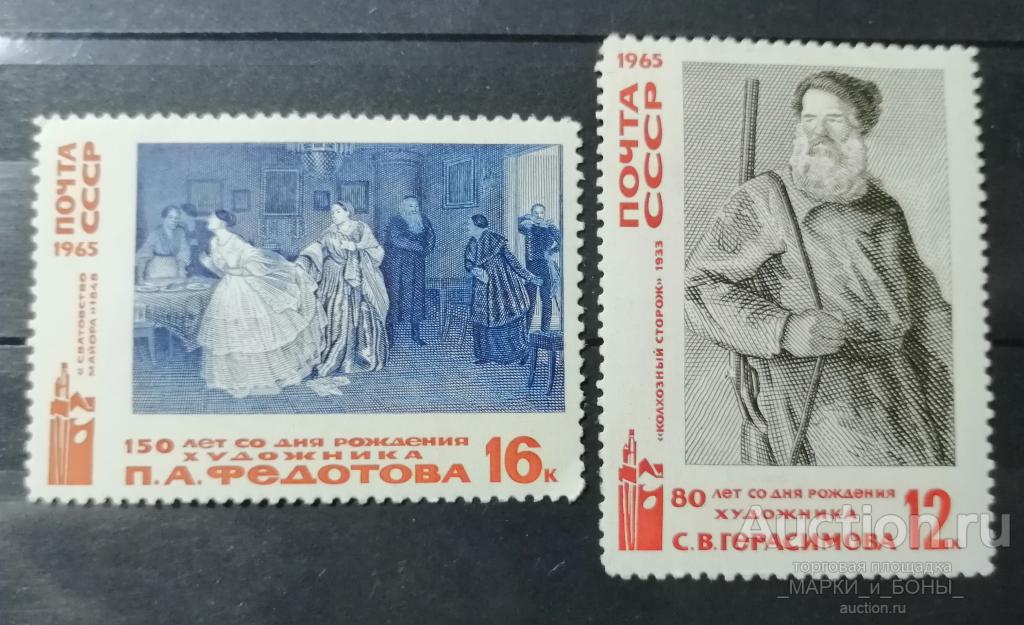 ПОЧТА
СССР
1965
«СВАТОВСТВО
МАЙОРА» 1848
150 ЛЕТ СО ДНЯ РОЖДЕНИЯ
ХУДОЖНИКА
П.А.ФЕДОТОВА
16к
1965
ПОЧТА
СССР
«КОЛХОЗНЫЙ СТОРОЖ» 1933
80 ЛЕТ СО ДНЯ РОЖДЕНИЯ
ХУДОЖНИКА
С.В.ГЕРАСИМОВА
12к
Auction.ru
торговая площадка
_МАРКИ_и_БОНЫ_
auction.ru